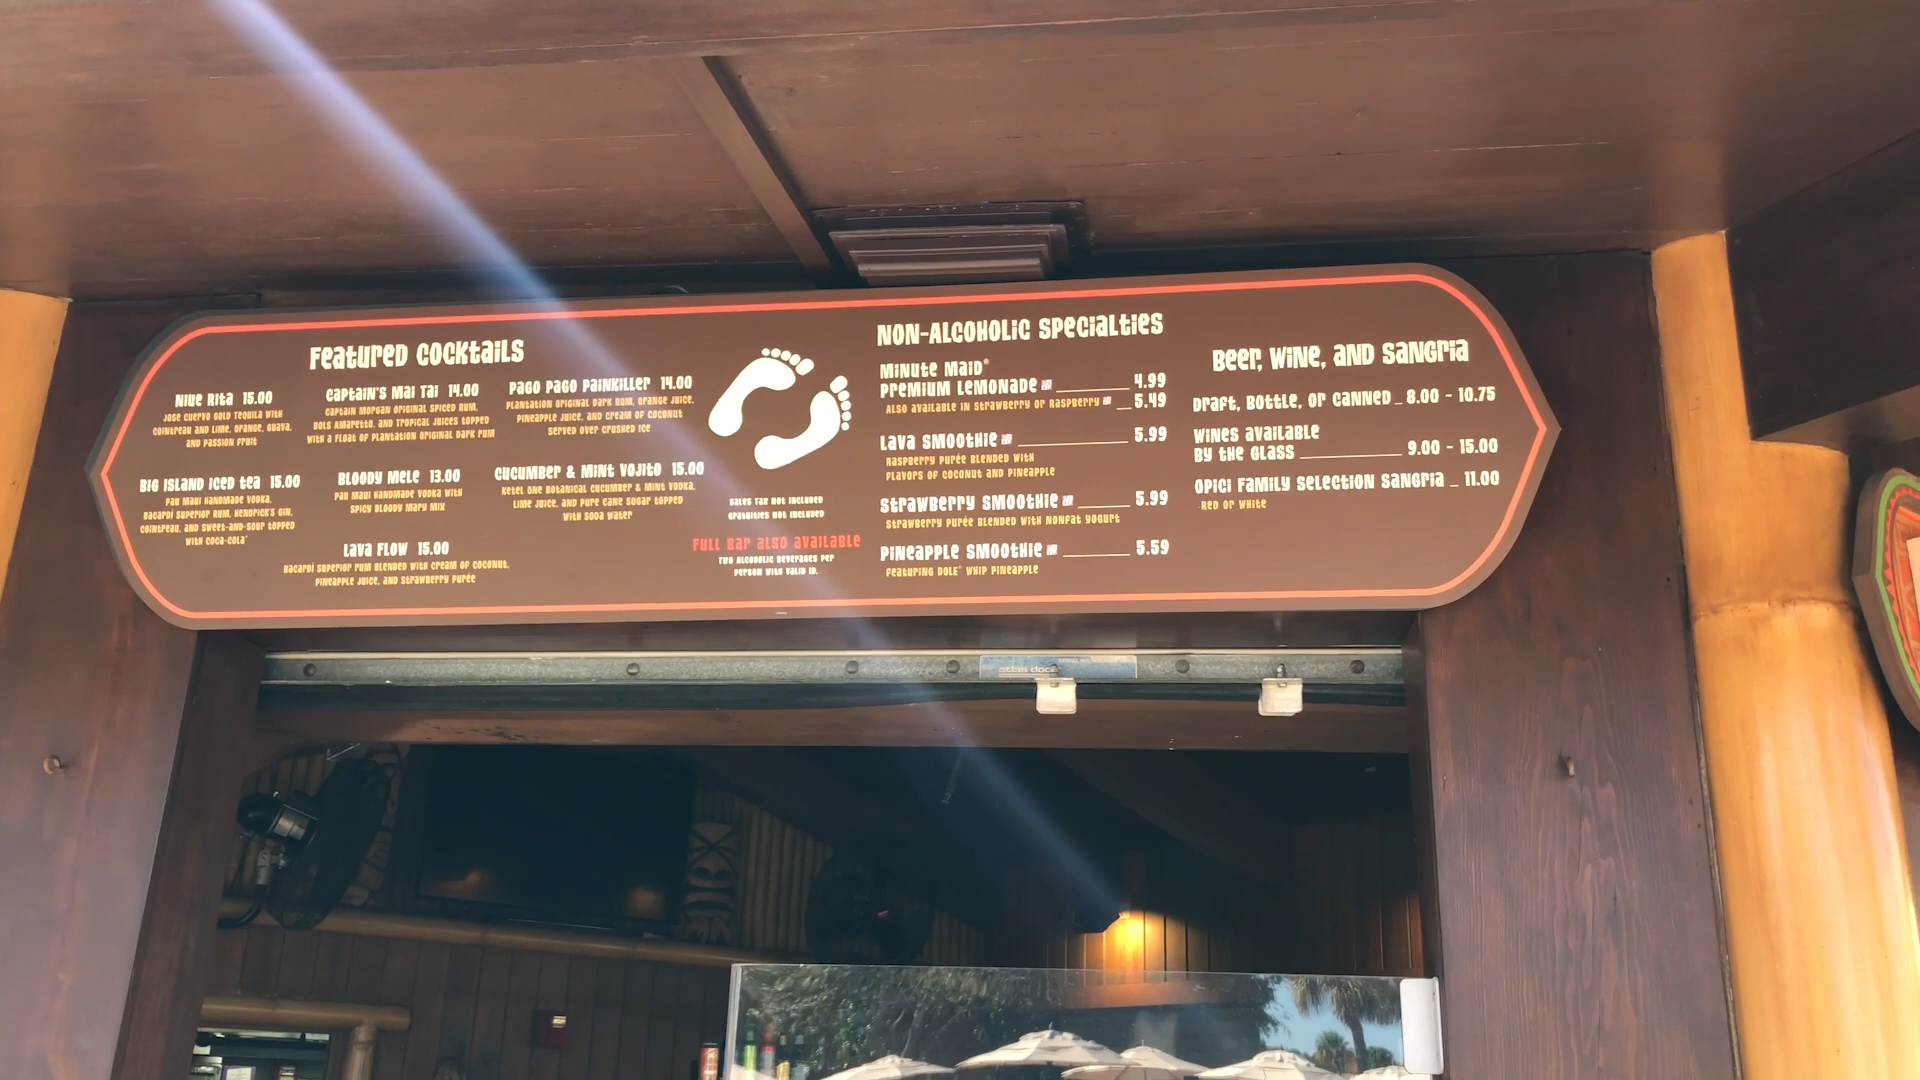 Featured Cocktails
Niue Rita 15.00
Jose Cuervo Gold Tequila with
Cointreau and Lime, Orange, Guava,
and Passion Fruit
Captain's Mai Tai 14.00
Captain Morgan Original Spiced Rum,
Bols Amaretto, and Tropical Juices topped
with a float of Plantation Original Dark Rum
Pago Pago Painkiller 14.00
Plantation Original Dark Rum, Orange Juice,
Pineapple Juice, and Cream of Coconut
served over Crushed Ice
Big Island Iced Tea 15.00
Pau Maui Handmade Vodka,
Bacardí Superior Rum, Hendrick's Gin,
Cointreau, and Sweet-and-Sour topped
with Coca-Cola®
Bloody Mele 13.00
Pau Maui Handmade Vodka with
Spicy Bloody Mary Mix
Cucumber & Mint Vojito 15.00
Ketel One Botanical Cucumber & Mint Vodka,
Lime Juice, and Pure Cane Sugar topped
with Soda Water
Lava Flow 15.00
Bacardí Superior Rum blended with Cream of Coconut,
Pineapple Juice, and Strawberry Purée
Sales tax not included
Gratuities not included
Full Bar also available
Two Alcoholic Beverages per
person with valid ID.
Non-Alcoholic Specialties
Minute Maid®
Premium Lemonade 4.99
Also available in Strawberry or Raspberry 5.49
Lava Smoothie 5.99
Raspberry Purée blended with
flavors of Coconut and Pineapple
Strawberry Smoothie 5.99
Strawberry Purée blended with Nonfat Yogurt
Pineapple Smoothie 5.59
featuring DOLE® Whip Pineapple
Beer, Wine, and Sangria
Draft, Bottle, or Canned 8.00 - 10.75
Wines available
by the Glass 9.00 - 15.00
Opici Family Selection Sangria 11.00
Red or White
atlas door